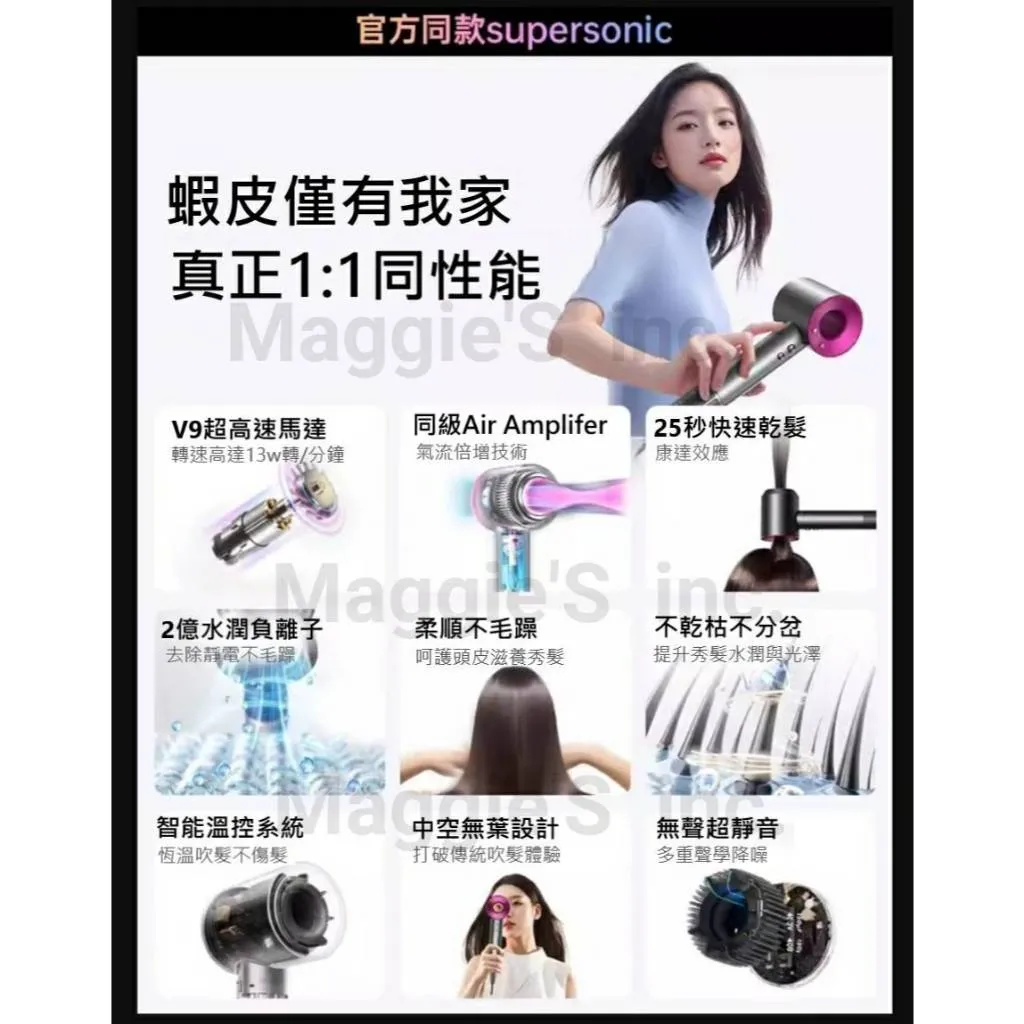 官方同款supersonic
蝦皮僅有我家
真正1:1同性能
Maggie'S inc.
V9超高速馬達
轉速高達13w轉/分鐘
同級Air Amplifer
氣流倍增技術
25秒快速乾髮
康達效應
Maggie'S inc.
2億水潤負離子
去除靜電不毛躁
柔順不毛躁
呵護頭皮滋養秀髮
不乾枯不分岔
提升秀髮水潤與光澤
Maggie'S inc.
智能溫控系統
恆溫吹髮不傷髮
中空無葉設計
打破傳統吹髮體驗
無聲超靜音
多重聲學降噪